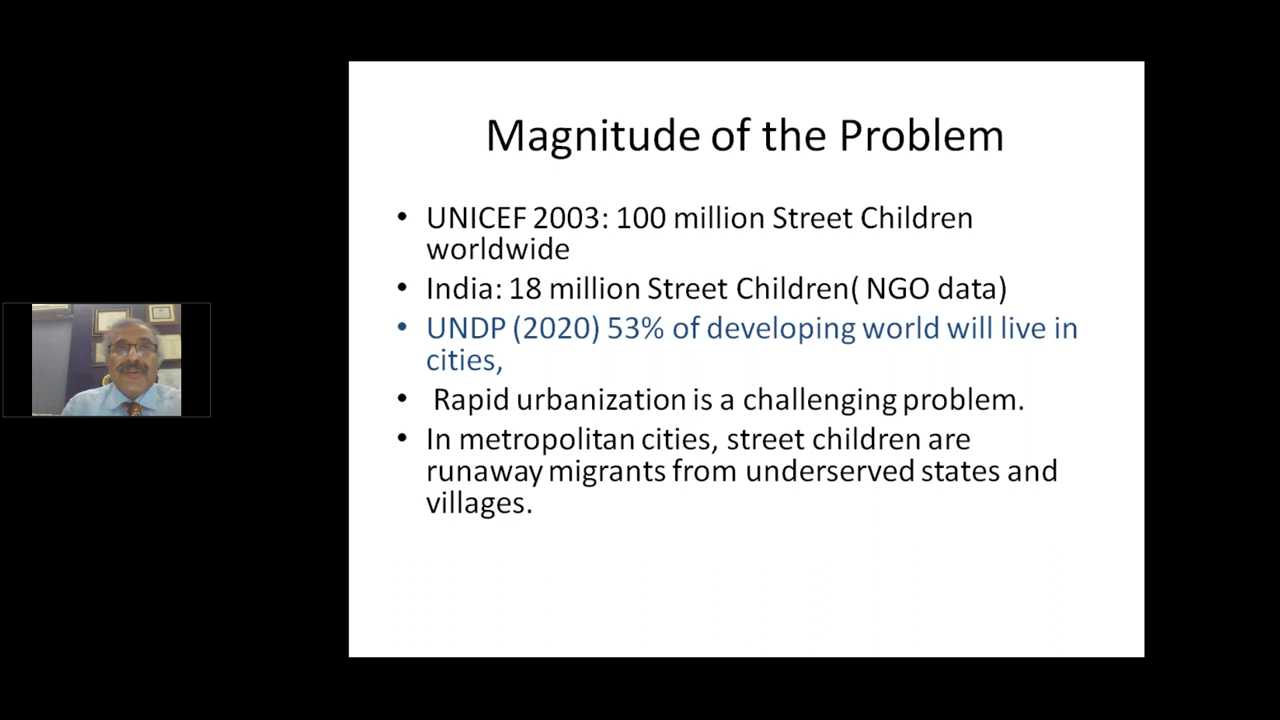 Magnitude of the Problem
• UNICEF 2003: 100 million Street Children
worldwide
• India: 18 million Street Children( NGO data)
• UNDP (2020) 53% of developing world will live in
cities,
• Rapid urbanization is a challenging problem.
• In metropolitan cities, street children are
runaway migrants from underserved states and
villages.